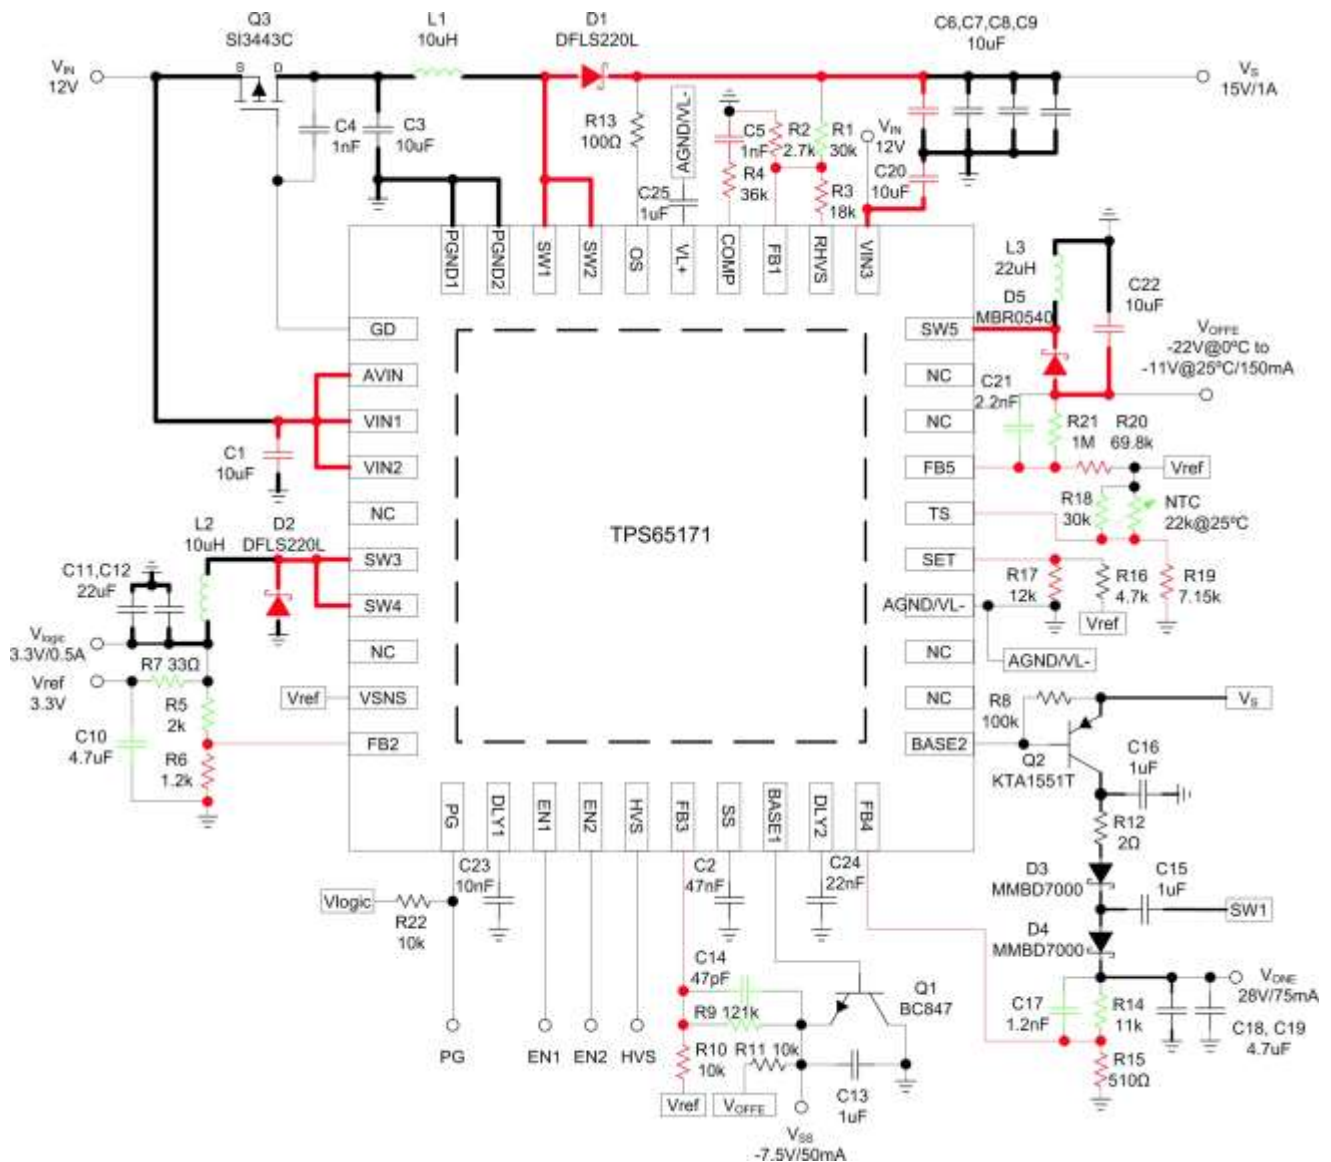 Q3
SI3443C
L1
10uH
D1
DFLS220L
C6,C7,C8,C9
10uF
VIN
12V
S
D
VS
15V/1A
C4
1nF
C3
10uF
R13
100Ω
AGND/VL-
C5
1nF
R2
2.7k
R1
30k
VIN
12V
R4
36k
C25
1uF
R3
18k
C20
10uF
PGND1
PGND2
SW1
SW2
OS
VL+
COMP
FB1
RHVS
VIN3
L3
22uH
C22
10uF
D5
MBR0540
GD
SW5
VOFFE
-22V@0ºC to
-11V@25ºC/150mA
AVIN
NC
C21
2.2nF
VIN1
NC
R21
1M
R20
69.8k
C1
10uF
VIN2
FB5
Vref
NC
TS
R18
30k
NTC
22k@25ºC
TPS65171
L2
10uH
D2
DFLS220L
SW3
SET
C11,C12
22uF
R17
12k
R16
4.7k
R19
7.15k
SW4
AGND/VL-
Vref
Vlogic
3.3V/0.5A
NC
NC
AGND/VL-
R7 33Ω
Vref
3.3V
Vref
VSNS
NC
R8
100k
VS
R5
2k
C10
4.7uF
FB2
BASE2
R6
1.2k
Q2
KTA1551T
C16
1uF
PG
DLY1
EN1
EN2
HVS
FB3
SS
BASE1
DLY2
FB4
R12
2Ω
C23
10nF
C2
47nF
C24
22nF
D3
MMBD7000
C15
1uF
Vlogic
R22
10k
SW1
D4
MMBD7000
C14
47pF
VONE
28V/75mA
Q1
BC847
C17
1.2nF
R14
11k
R9 121k
C18, C19
4.7uF
PG
EN1
EN2
HVS
R10
10k
R11 10k
R15
510Ω
C13
1uF
Vref
VOFFE
VSS
-7.5V/50mA